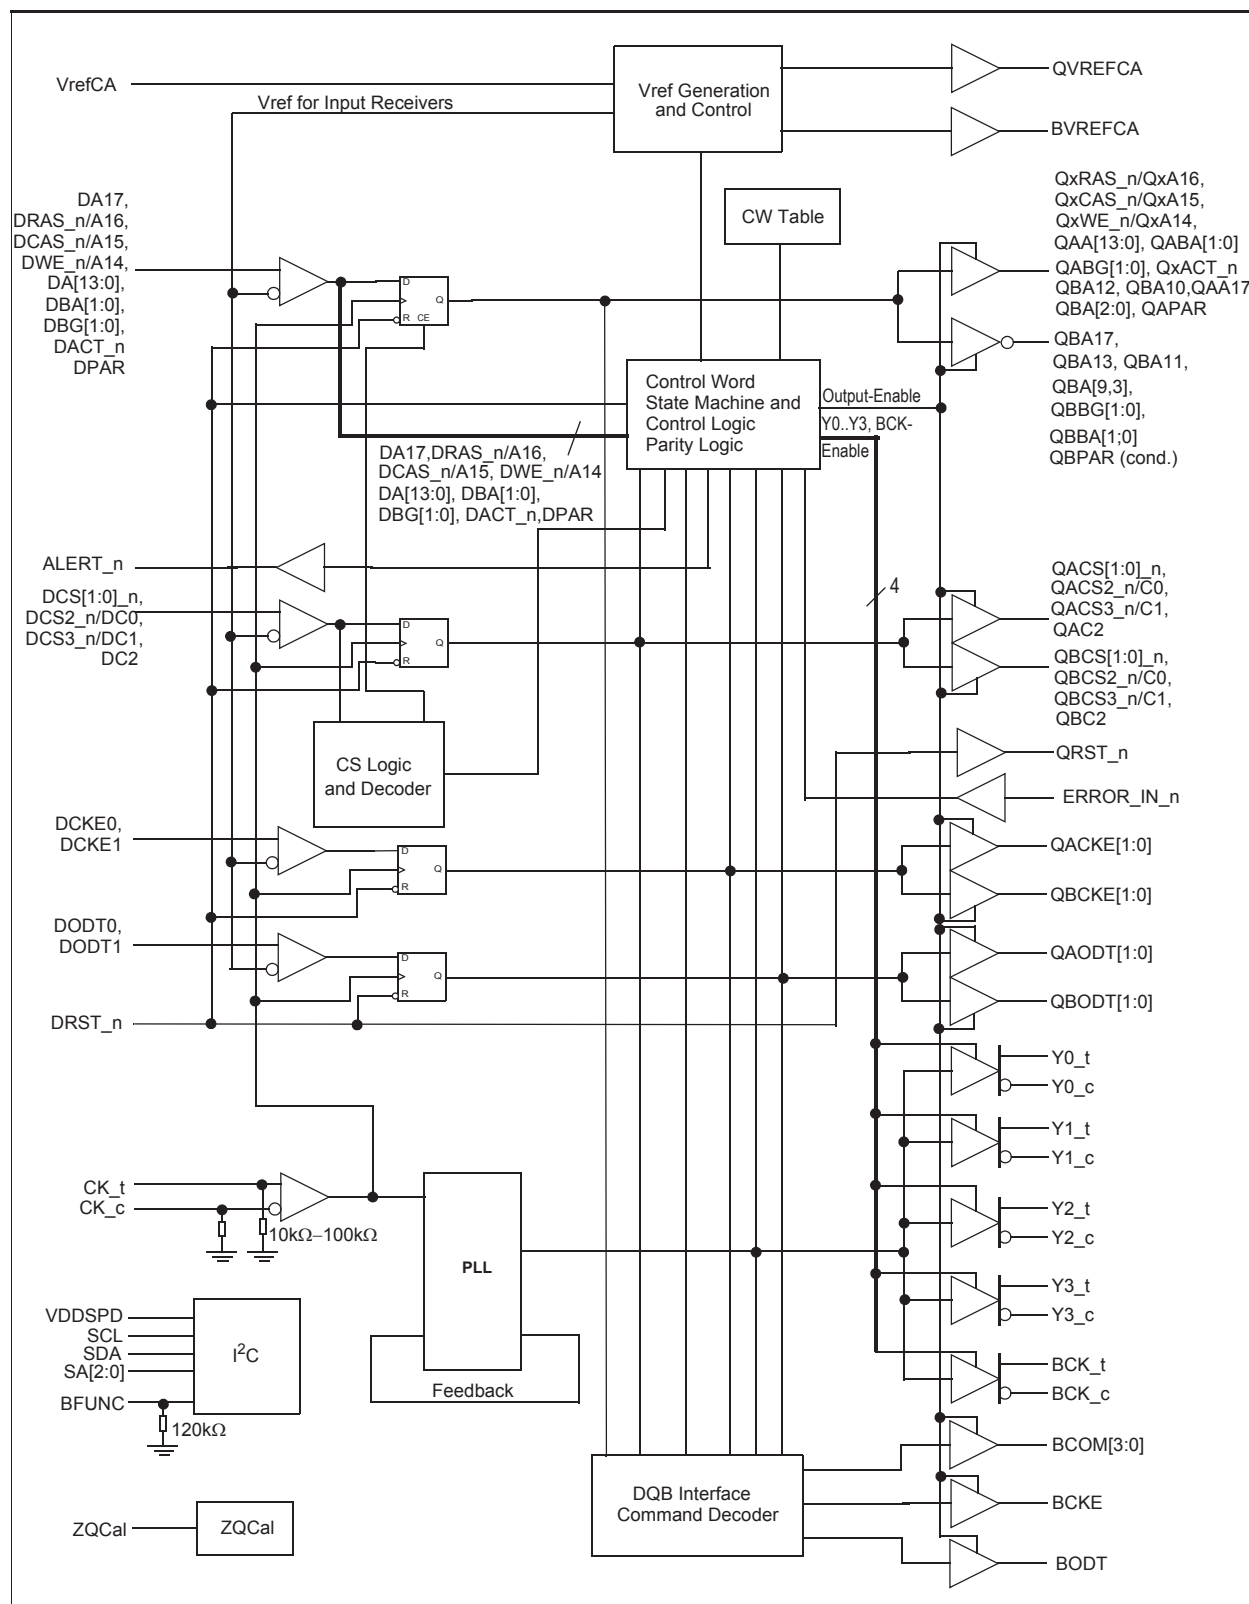 VrefCA
Vref for Input Receivers
Vref Generation
and Control
QVREFCA
BVREFCA
CW Table
DA17,
DRAS_n/A16,
DCAS_n/A15,
DWE_n/A14,
DA[13:0],
DBA[1:0],
DBG[1:0],
DACT_n
DPAR
D
Q
R CE
QxRAS_n/QxA16,
QxCAS_n/QxA15,
QxWE_n/QxA14,
QAA[13:0], QABA[1:0]
QABG[1:0], QxACT_n
QBA12, QBA10,QAA17
QBA[2:0], QAPAR
QBA17,
QBA13, QBA11,
QBA[9,3],
QBBG[1:0],
QBBA[1;0]
QBPAR (cond.)
Control Word
State Machine and
Control Logic
Parity Logic
Output-Enable
Y0..Y3, BCK-
Enable
DA17,DRAS_n/A16,
DCAS_n/A15, DWE_n/A14
DA[13:0], DBA[1:0],
DBG[1:0], DACT_n,DPAR
4
ALERT_n
DCS[1:0]_n,
DCS2_n/DC0,
DCS3_n/DC1,
DC2
D
Q
R
QACS[1:0]_n,
QACS2_n/C0,
QACS3_n/C1,
QAC2
QBCS[1:0]_n,
QBCS2_n/C0,
QBCS3_n/C1,
QBC2
CS Logic
and Decoder
QRST_n
ERROR_IN_n
DCKE0,
DCKE1
D
Q
R
QACKE[1:0]
QBCKE[1:0]
DODT0,
DODT1
D
Q
R
QAODT[1:0]
QBODT[1:0]
DRST_n
Y0_t
Y0_c
Y1_t
Y1_c
CK_t
CK_c
10kΩ–100kΩ
PLL
Feedback
Y2_t
Y2_c
Y3_t
Y3_c
BCK_t
BCK_c
VDDSPD
SCL
SDA
SA[2:0]
BFUNC
I2C
120kΩ
BCOM[3:0]
DQB Interface
Command Decoder
BCKE
BODT
ZQCal
ZQCal